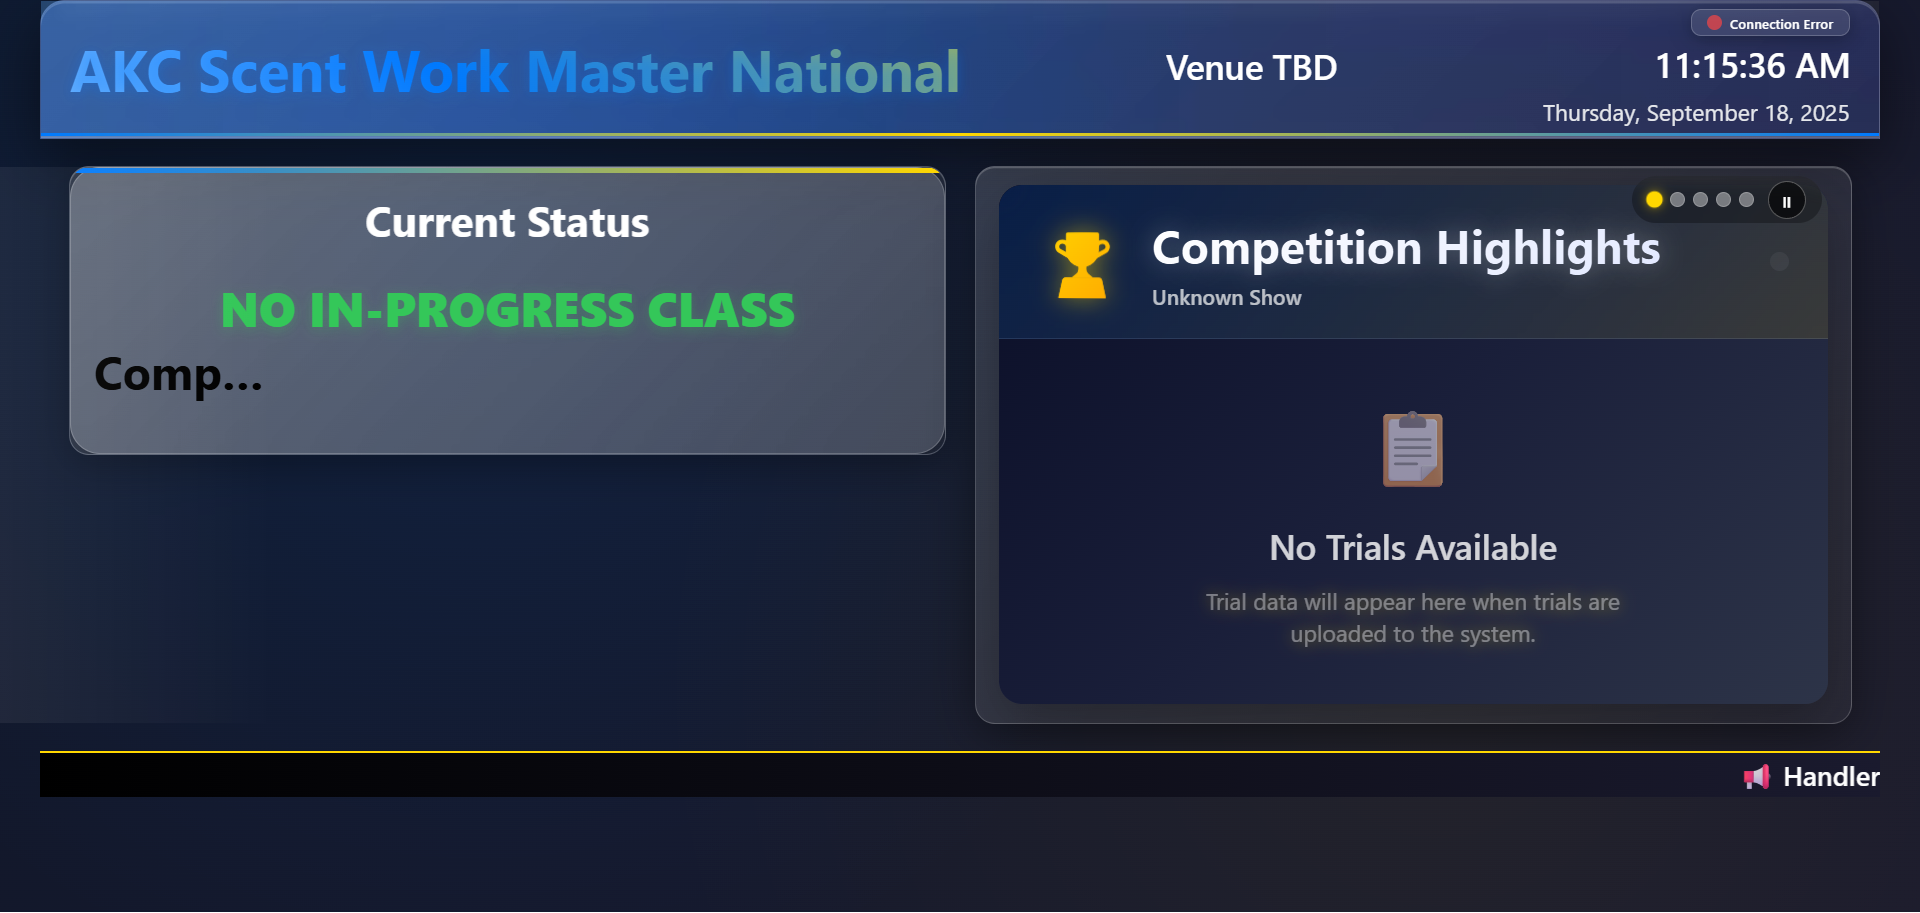 AKC Scent Work Master National
Venue TBD
Connection Error
11:15:36 AM
Thursday, September 18, 2025
Current Status
NO IN-PROGRESS CLASS
Comp...
Competition Highlights
Unknown Show
No Trials Available
Trial data will appear here when trials are
uploaded to the system.
Handler